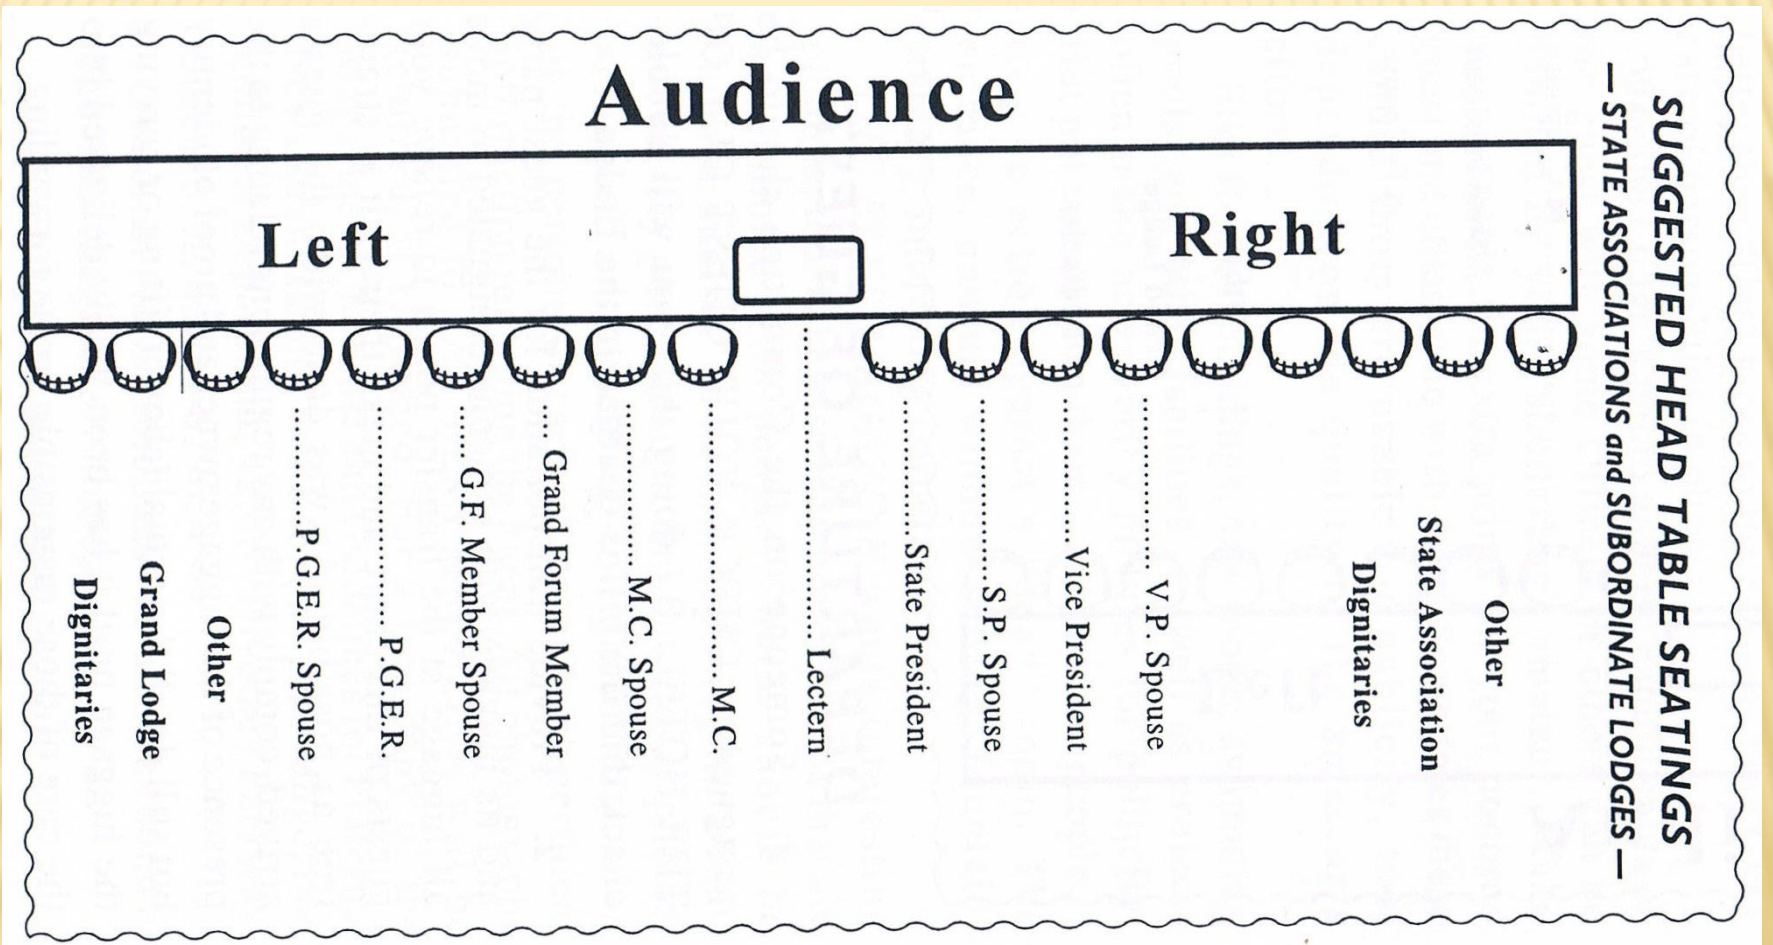 SUGGESTED HEAD TABLE SEATINGS
— STATE ASSOCIATIONS and SUBORDINATE LODGES —
Audience
Left
Right
Dignitaries
Grand Lodge
Other
..........P.G.E.R. Spouse
.................... P.G.E.R.
.....G.F. Member Spouse
....Grand Forum Member
................M.C. Spouse
.........................M.C.
.................................. Lectern
..............State President
...................S.P. Spouse
..............Vice President
.................V.P. Spouse
Dignitaries
State Association
Other